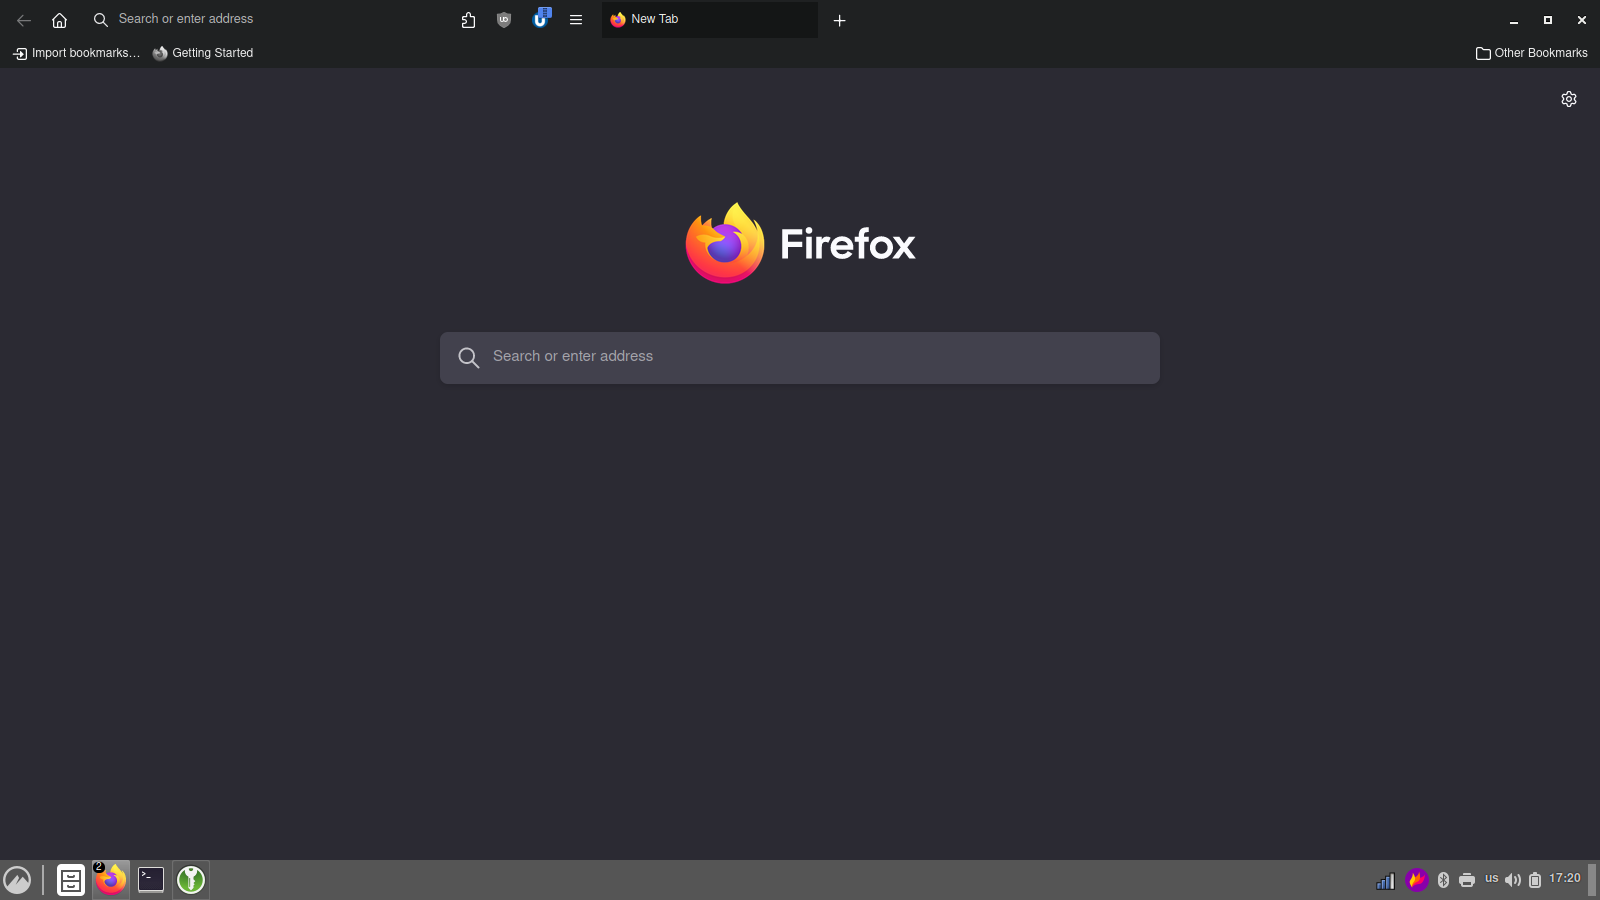 Search or enter address
New Tab
Import bookmarks...
Getting Started
Other Bookmarks
Firefox
Search or enter address
2
us
17:20